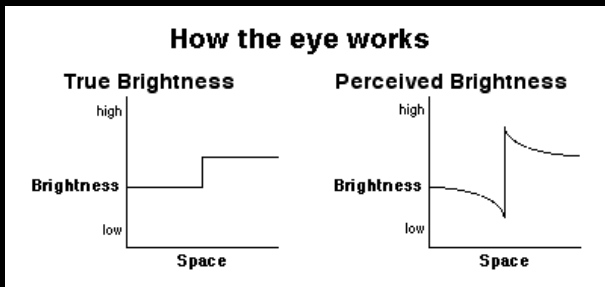 How the eye works
True Brightness
high
Brightness
low
Space
Perceived Brightness
high
Brightness
low
Space